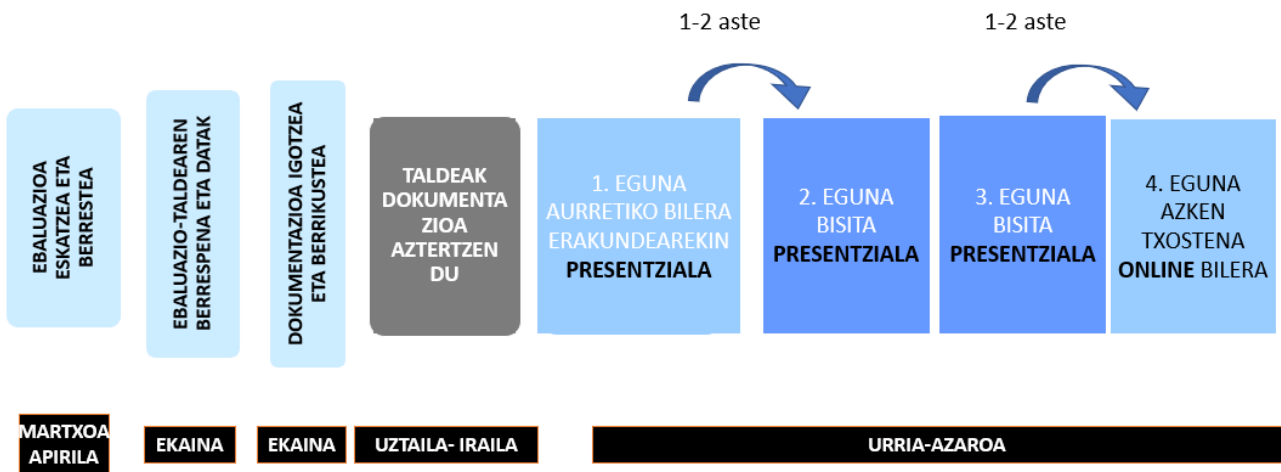 1-2 aste
1-2 aste
EBALUAZIOA
ESKATZEA ETA
BERRESTEA
EBALUAZIO-TALDEAREN
BERRESPENA ETA DATAK
DOKUMENTAZIOA IGOTZEA
ETA BERRIKUSTEA
TALDEAK
DOKUMENTA
ZIOA
AZTERTZEN
DU
1. EGUNA
AURRETIKO BILERA
ERAKUNDEAREKIN
PRESENTZIALA
2. EGUNA
BISITA
PRESENTZIALA
3. EGUNA
BISITA
PRESENTZIALA
4. EGUNA
AZKEN
TXOSTENA
ONLINE BILERA
MARTXOA
APIRILA
EKAINA
EKAINA
UZTAILA- IRAILA
URRIA-AZAROA